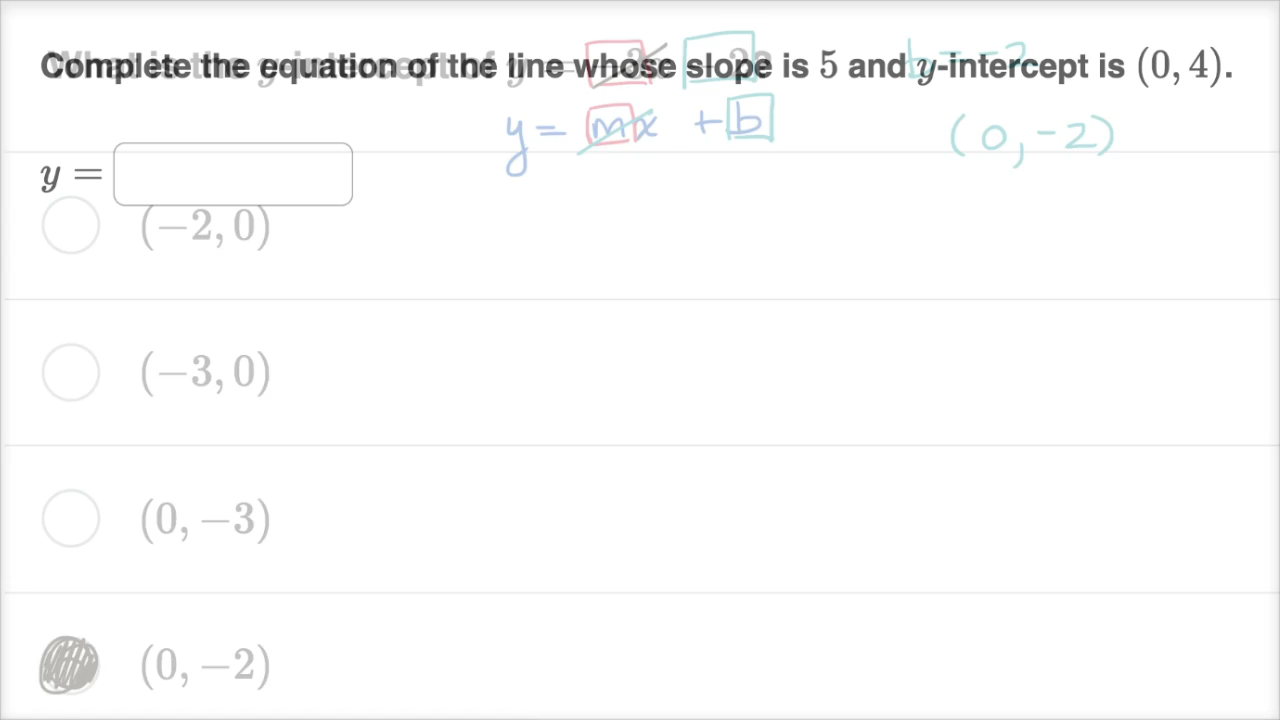 Complete the equation of the line whose slope is 5 and y-intercept is (0, 4).
b = -2
y = mx + b
(0, -2)
y =
(−2, 0)
(−3, 0)
(0, −3)
(0, −2)